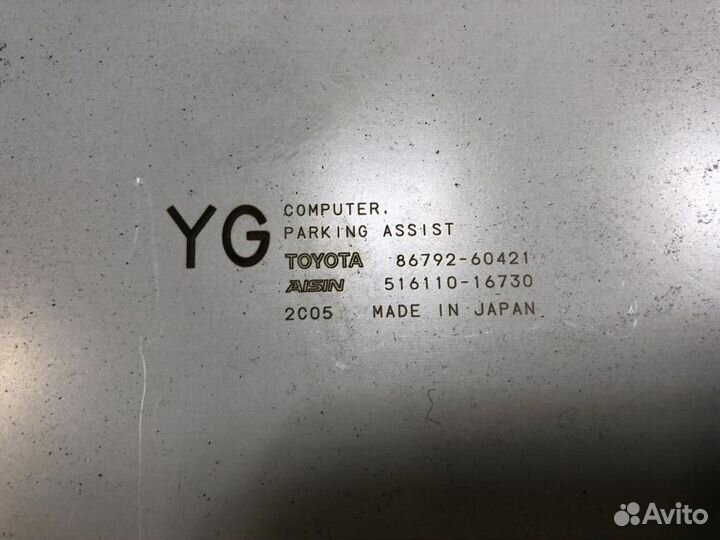 YG
COMPUTER.
PARKING ASSIST
TOYOTA 86792-60421
AISIN 516110-16730
2C05 MADE IN JAPAN
Avito